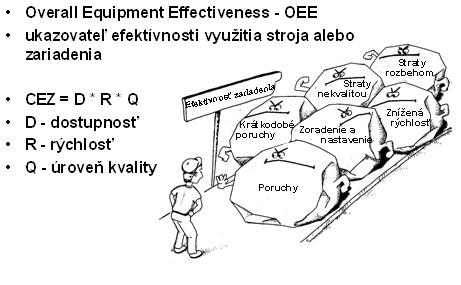 • Overall Equipment Effectiveness - OEE
• ukazovateľ efektívnosti využitia stroja alebo
zariadenia
• CEZ = D * R * Q
• D - dostupnosť
• R - rýchlosť
• Q - úroveň kvality
Efektívnosť zariadenia
Straty
rozbehom
Straty
nekvalitou
Znížená
rýchlosť
Krátkodobé
poruchy
Zoradenie a
nastavenie
Poruchy